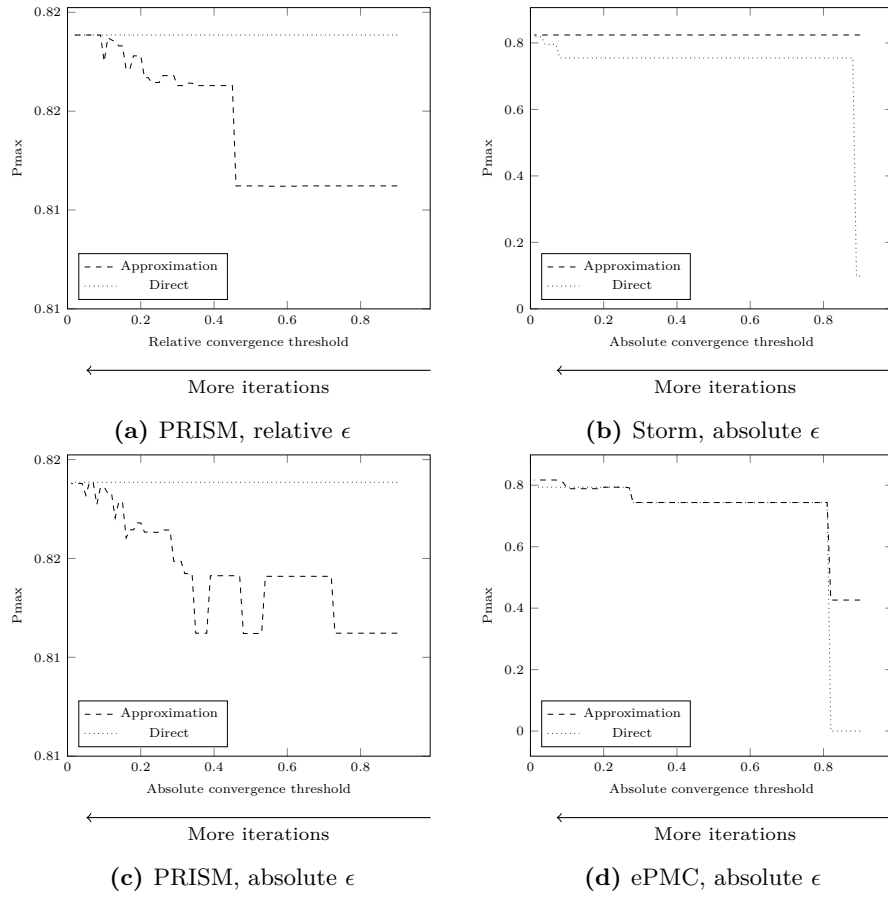 0.82
0.82
0.81
0.81
Pmax
Approximation
Direct
0 0.2 0.4 0.6 0.8
Relative convergence threshold
More iterations
(a) PRISM, relative ϵ
0.8
0.6
0.4
0.2
0
Pmax
Approximation
Direct
0 0.2 0.4 0.6 0.8
Absolute convergence threshold
More iterations
(b) Storm, absolute ϵ
0.82
0.82
0.81
0.81
Pmax
Approximation
Direct
0 0.2 0.4 0.6 0.8
Absolute convergence threshold
More iterations
(c) PRISM, absolute ϵ
0.8
0.6
0.4
0.2
0
Pmax
Approximation
Direct
0 0.2 0.4 0.6 0.8
Absolute convergence threshold
More iterations
(d) ePMC, absolute ϵ